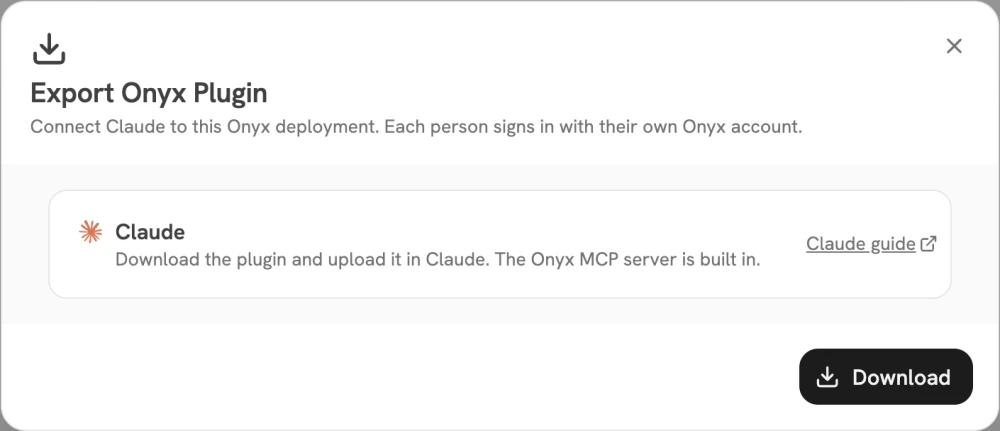 Export Onyx Plugin
Connect Claude to this Onyx deployment. Each person signs in with their own Onyx account.
Claude
Download the plugin and upload it in Claude. The Onyx MCP server is built in.
Claude guide
Download